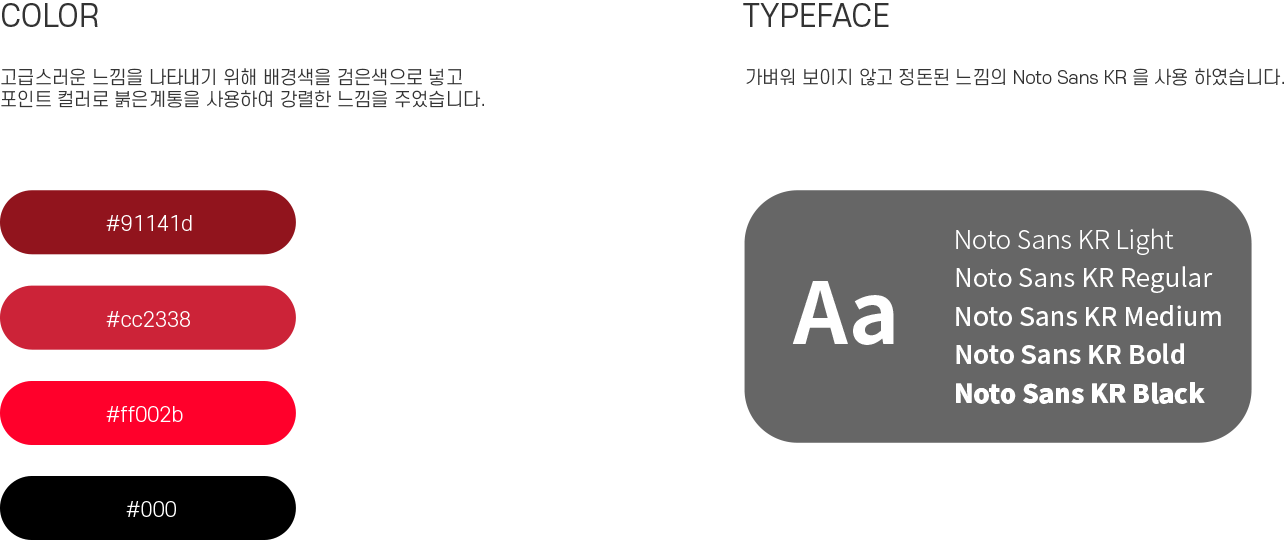 COLOR
고급스러운 느낌을 나타내기 위해 배경색을 검은색으로 넣고
포인트 컬러로 붉은계통을 사용하여 강렬한 느낌을 주었습니다.
#91141d
#cc2338
#ff002b
#000
TYPEFACE
가벼워 보이지 않고 정돈된 느낌의 Noto Sans KR 을 사용 하였습니다.
Aa
Noto Sans KR Light
Noto Sans KR Regular
Noto Sans KR Medium
Noto Sans KR Bold
Noto Sans KR Black